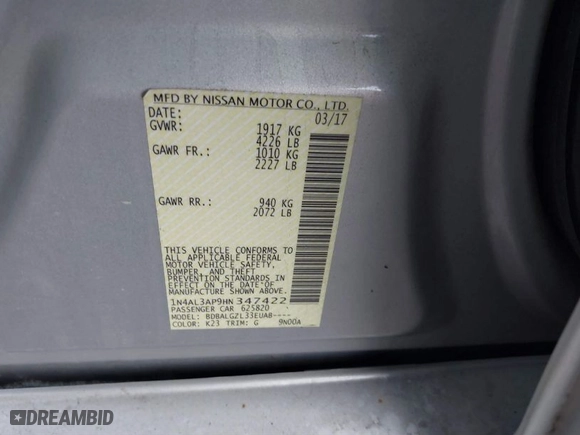 MFD BY NISSAN MOTOR CO., LTD.
DATE: 03/17
GVWR: 1917 KG
4226 LB
GAWR FR.: 1010 KG
2227 LB
GAWR RR.: 940 KG
2072 LB
THIS VEHICLE CONFORMS TO
ALL APPLICABLE FEDERAL
MOTOR VEHICLE SAFETY,
BUMPER, AND THEFT
PREVENTION STANDARDS IN
EFFECT ON THE DATE OF
MANUFACTURE SHOWN ABOVE.
1N4AL3AP9HN347422
PASSENGER CAR 625820
MODEL: BDBALGZL33EUA8----
COLOR: K23 TRIM: G 9N00A
DREAMBID